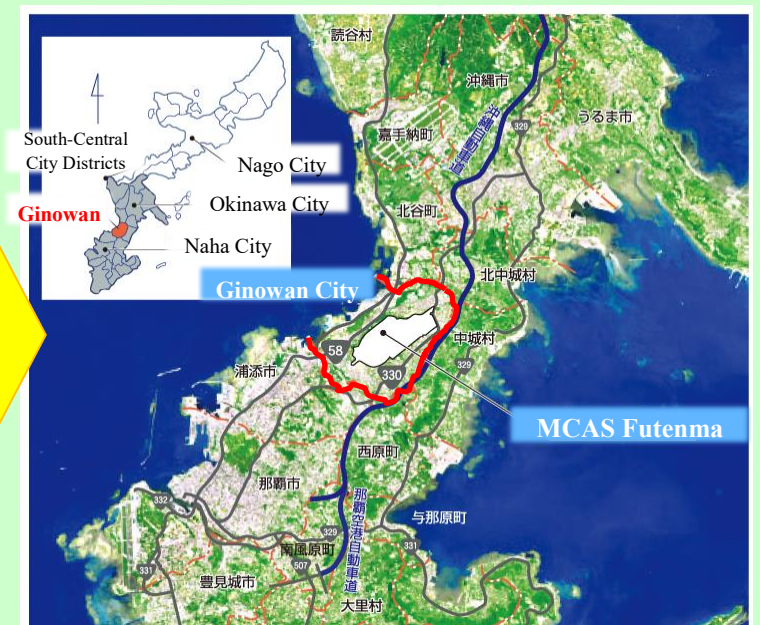 South-Central
City Districts
Nago City
Ginowan
Okinawa City
Naha City
読谷村
沖縄市
うるま市
嘉手納町
沖縄自動車道
329
北谷町
北中城村
Ginowan City
中城村
58
330
329
浦添市
MCAS Futenma
西原町
那覇市
那覇空港自動車道
与那原町
332
329
南風原町
331
507
331
豊見城市
大里村